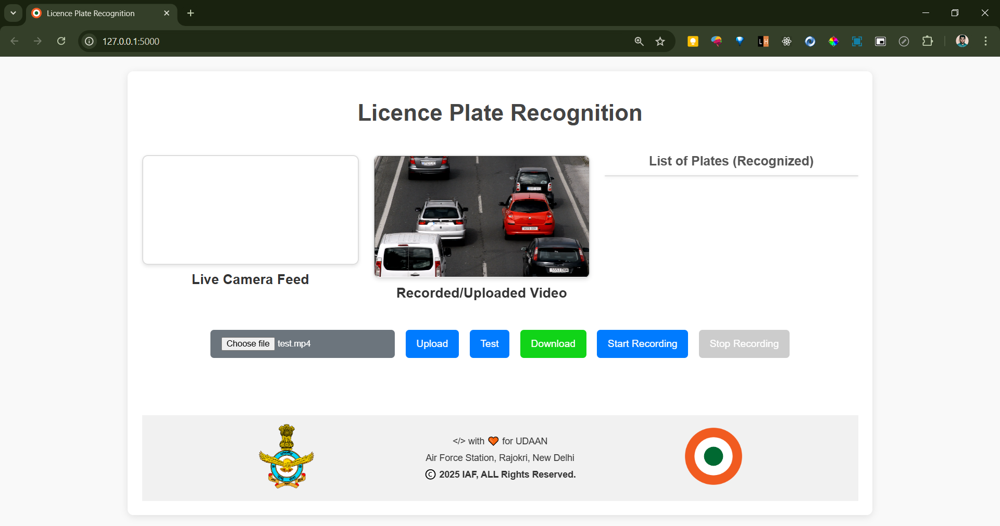 Licence Plate Recognition
127.0.0.1:5000
Licence Plate Recognition
Live Camera Feed
Recorded/Uploaded Video
List of Plates (Recognized)
Choose file test.mp4
Upload
Test
Download
Start Recording
Stop Recording
</> with 🧡 for UDAAN
Air Force Station, Rajokri, New Delhi
© 2025 IAF, ALL Rights Reserved.